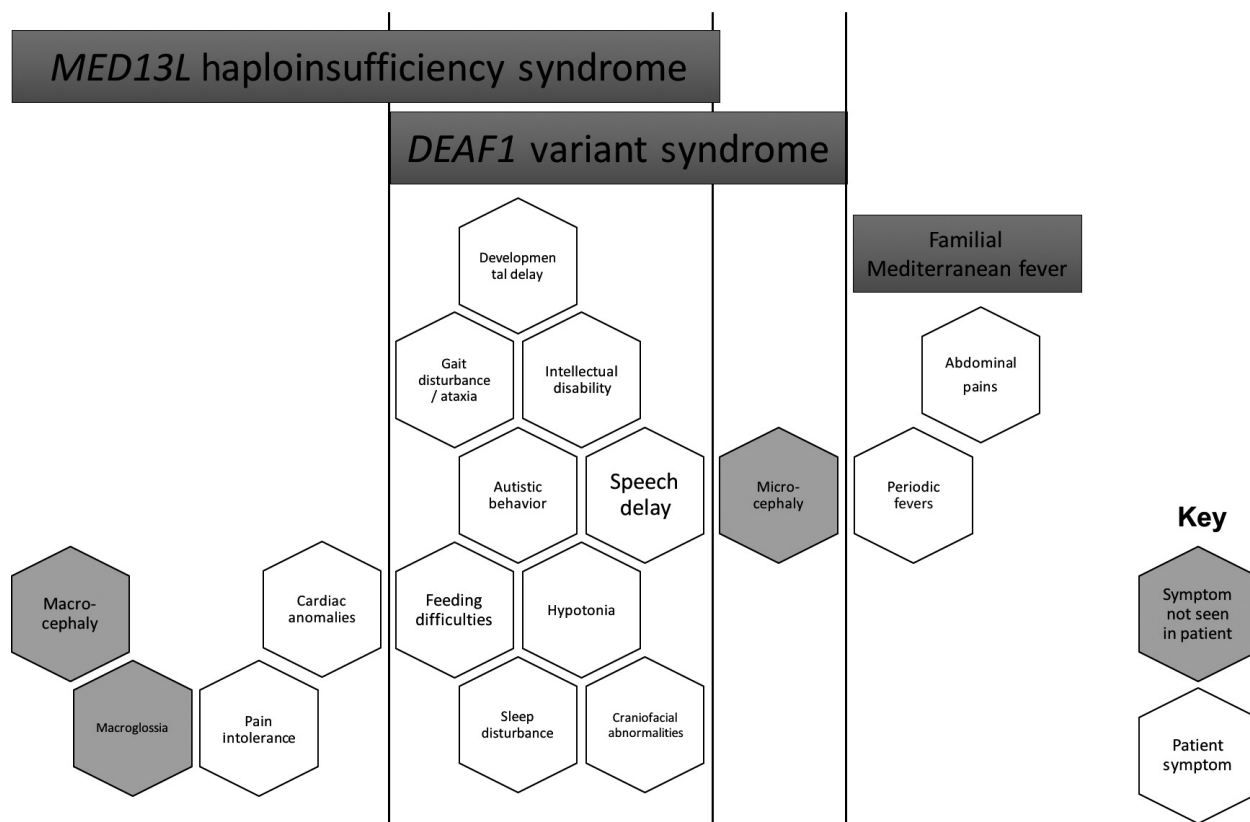 MED13L haploinsufficiency syndrome
DEAF1 variant syndrome
Familial
Mediterranean fever
Developmen
tal delay
Gait
disturbance
/ ataxia
Intellectual
disability
Abdominal
pains
Autistic
behavior
Speech
delay
Micro-
cephaly
Periodic
fevers
Macro-
cephaly
Cardiac
anomalies
Feeding
difficulties
Hypotonia
Macroglossia
Pain
intolerance
Sleep
disturbance
Craniofacial
abnormalities
Key
Symptom
not seen
in patient
Patient
symptom